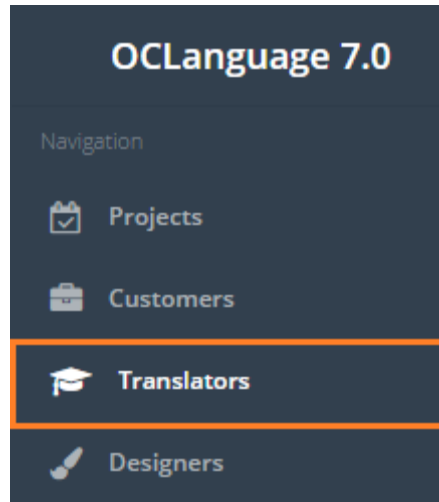 OCLanguage 7.0
Navigation
Projects
Customers
Translators
Designers